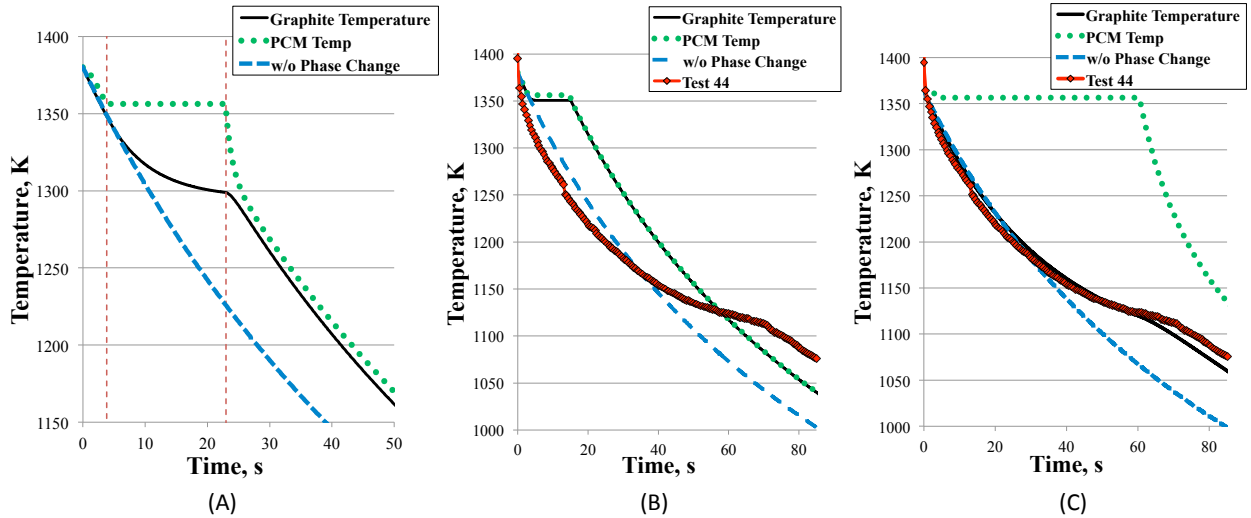 Graphite Temperature
PCM Temp
w/o Phase Change
1400
1350
1300
1250
1200
1150
Temperature, K
0
10
20
30
40
50
Time, s
(A)
Graphite Temperature
PCM Temp
w/o Phase Change
Test 44
1400
1350
1300
1250
1200
1150
1100
1050
1000
Temperature, K
0
20
40
60
80
Time, s
(B)
Graphite Temperature
PCM Temp
w/o Phase Change
Test 44
1400
1350
1300
1250
1200
1150
1100
1050
1000
Temperature, K
0
20
40
60
80
Time, s
(C)